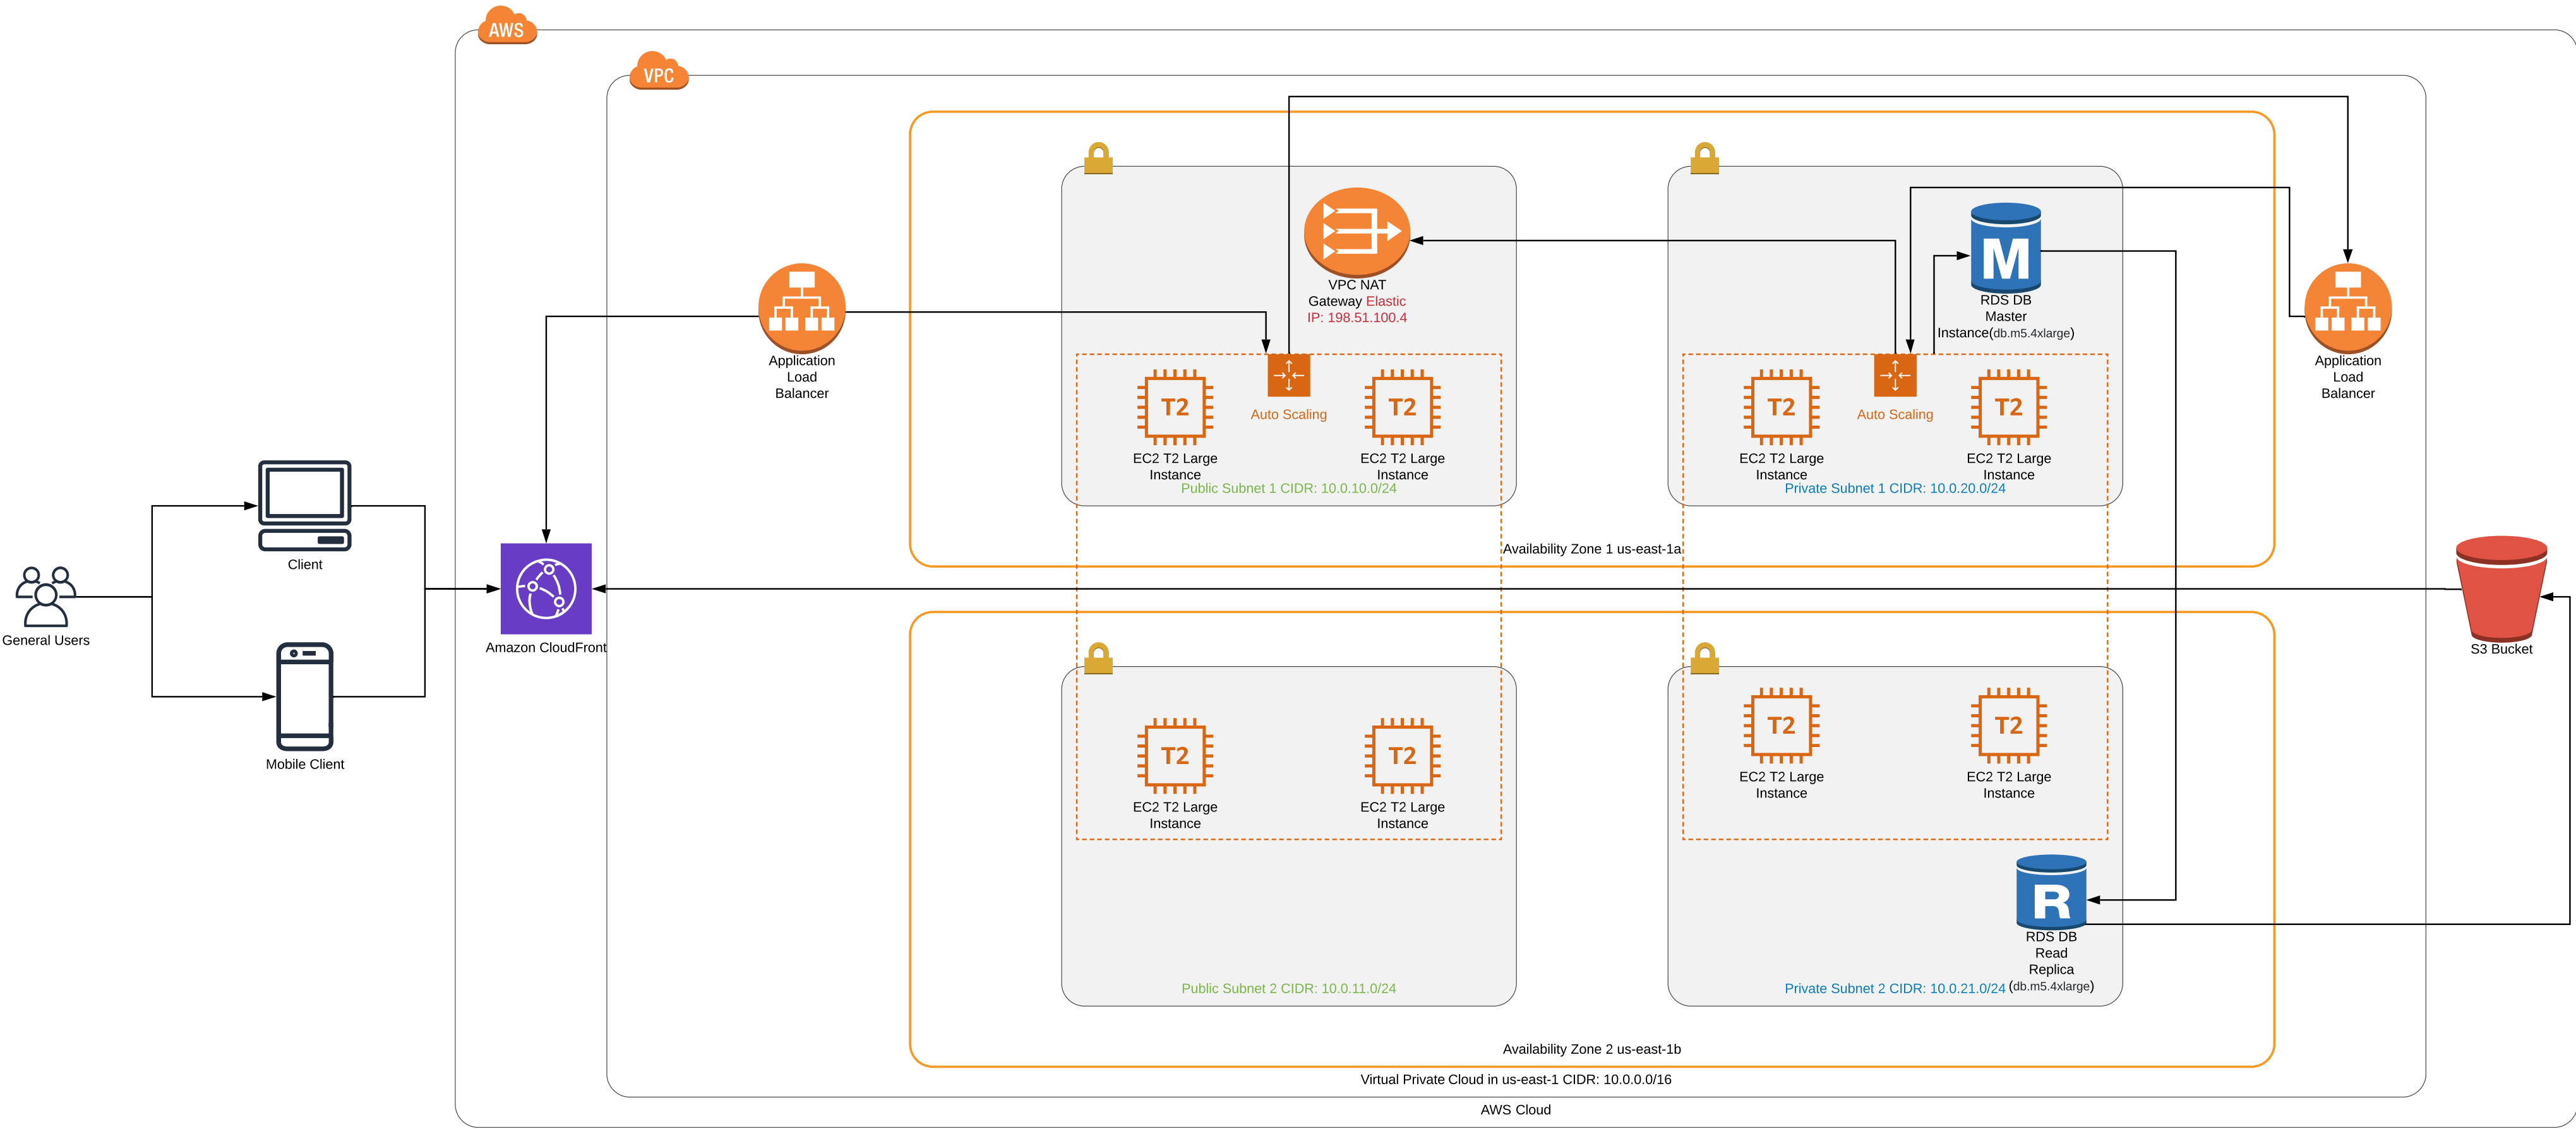 AWS
VPC
VPC NAT
Gateway Elastic
IP: 198.51.100.4
M
RDS DB
Master
Instance(db.m5.4xlarge)
Application
Load
Balancer
Application
Load
Balancer
T2
Auto Scaling
T2
T2
Auto Scaling
T2
EC2 T2 Large
Instance
EC2 T2 Large
Instance
EC2 T2 Large
Instance
EC2 T2 Large
Instance
Public Subnet 1 CIDR: 10.0.10.0/24
Private Subnet 1 CIDR: 10.0.20.0/24
Availability Zone 1 us-east-1a
Client
General Users
Mobile Client
Amazon CloudFront
S3 Bucket
T2
T2
T2
T2
EC2 T2 Large
Instance
EC2 T2 Large
Instance
EC2 T2 Large
Instance
EC2 T2 Large
Instance
R
RDS DB
Read
Replica
(db.m5.4xlarge)
Public Subnet 2 CIDR: 10.0.11.0/24
Private Subnet 2 CIDR: 10.0.21.0/24
Availability Zone 2 us-east-1b
Virtual Private Cloud in us-east-1 CIDR: 10.0.0.0/16
AWS Cloud